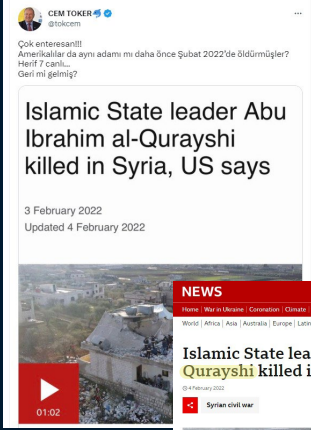 CEM TOKER
@tokcem
Çok enteresan!!!
Amerikalılar da aynı adamı mı daha önce Şubat 2022'de öldürmüşler?
Herif 7 canlı...
Geri mi gelmiş?
Islamic State leader Abu
Ibrahim al-Qurayshi
killed in Syria, US says
3 February 2022
Updated 4 February 2022
01:02
NEWS
Home | War in Ukraine | Coronation | Climate |
World | Africa | Asia | Australia | Europe | Latin
Islamic State lea
Qurayshi killed i
4 February 2022
Syrian civil war